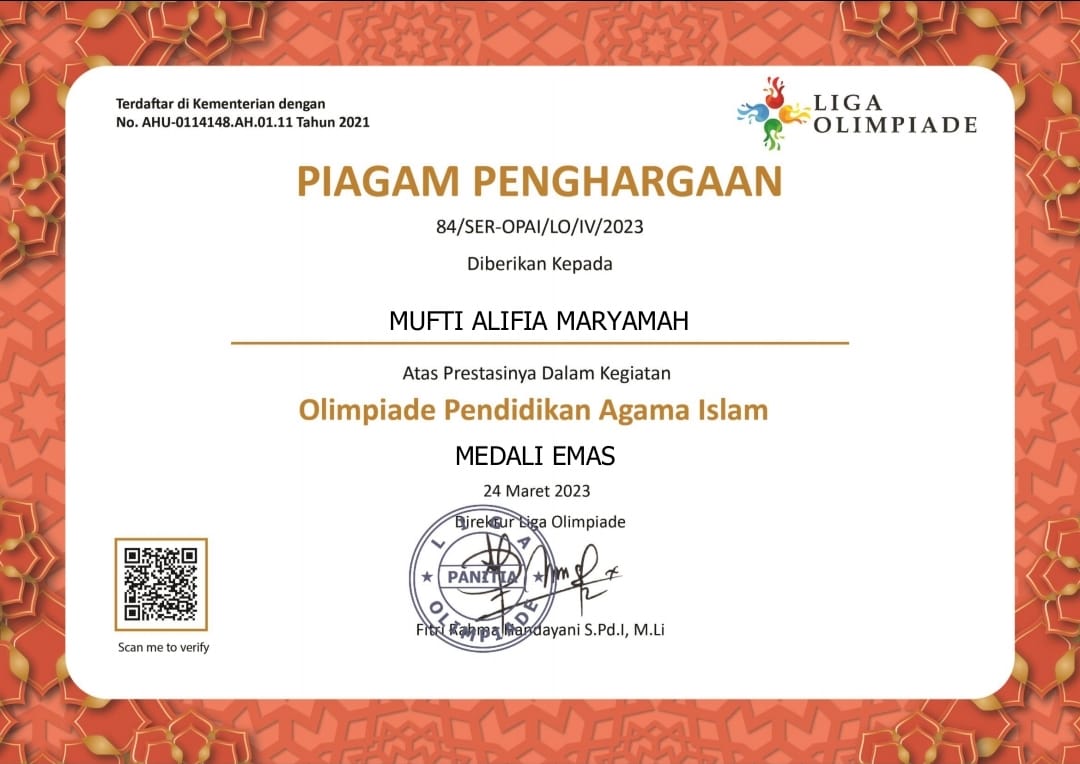 Terdaftar di Kementerian dengan
No. AHU-0114148.AH.01.11 Tahun 2021
LIGA
OLIMPIADE
PIAGAM PENGHARGAAN
84/SER-OPAI/LO/IV/2023
Diberikan Kepada
MUFTI ALIFIA MARYAMAH
Atas Prestasinya Dalam Kegiatan
Olimpiade Pendidikan Agama Islam
MEDALI EMAS
24 Maret 2023
Direktur Liga Olimpiade
LIGA
PANITIA
OLIMPIADE
Fitri Rahma Handayani S.Pd.I, M.Li
Scan me to verify